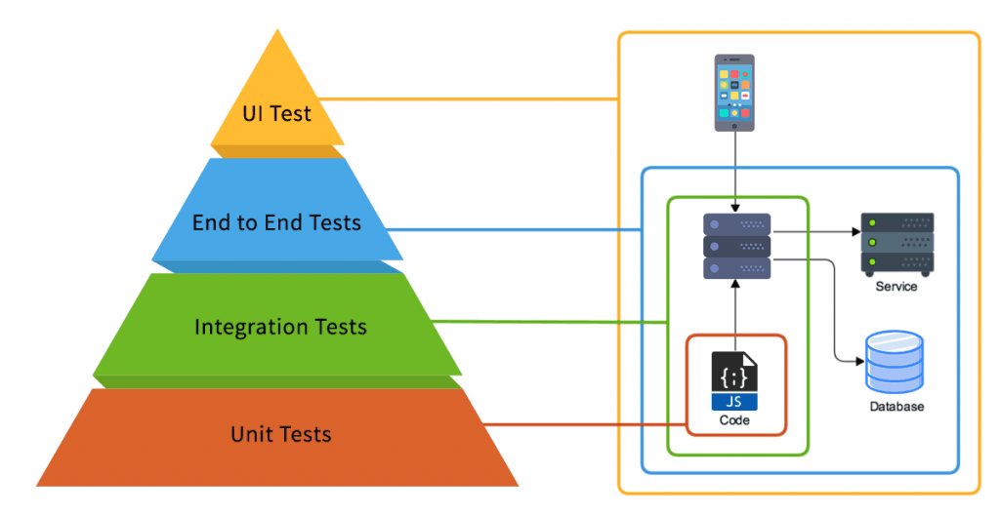 UI Test
End to End Tests
Integration Tests
Unit Tests
Service
{;}
JS
Code
Database